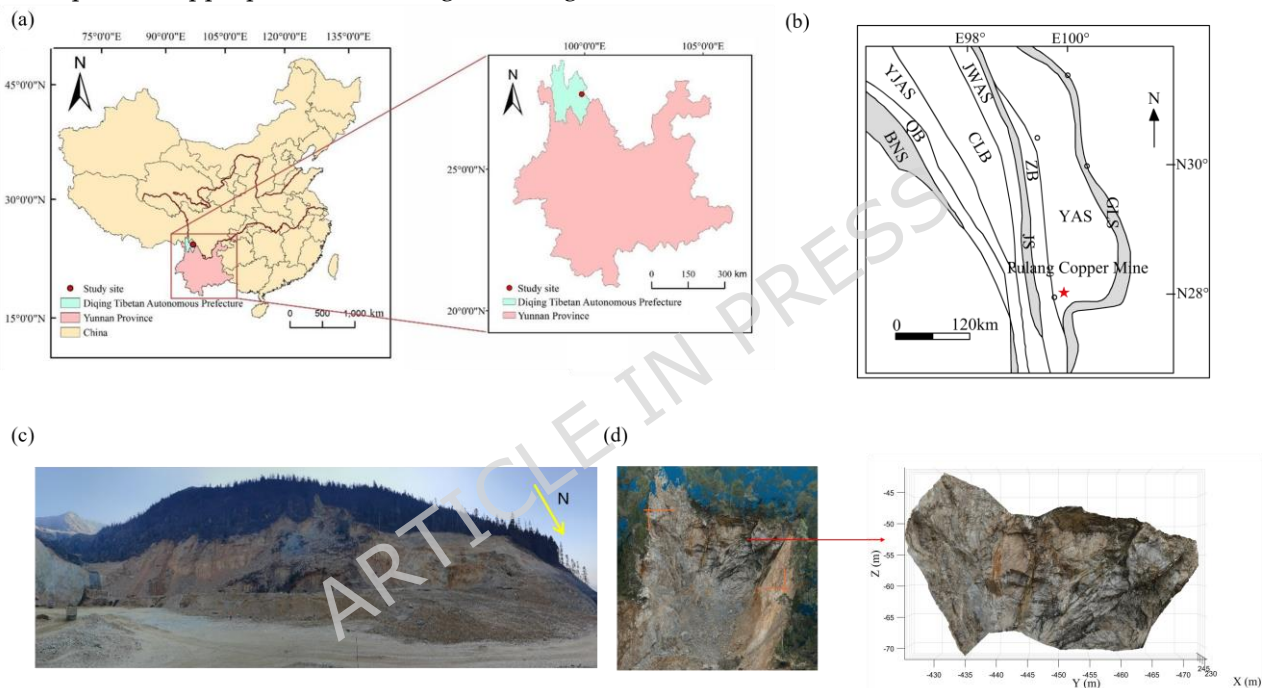 (a)
75°0'0"E 90°0'0"E 105°0'0"E 120°0'0"E 135°0'0"E
N
45°0'0"N
30°0'0"N
15°0'0"N
Study site
Diqing Tibetan Autonomous Prefecture
Yunnan Province
China
0 500 1,000 km
100°0'0"E 105°0'0"E
N
25°0'0"N
20°0'0"N
0 150 300 km
Study site
Diqing Tibetan Autonomous Prefecture
Yunnan Province
(b)
E98° E100°
YJAS
JWAS
QB
BNS
CLB
ZB
JS
YAS
GLS
N
N30°
N28°
Pulang Copper Mine
0 120km
(c)
N
(d)
Z (m)
-45
-50
-55
-60
-65
-70
-430 -440 -450 -460 -470
Y (m)
245 230
X (m)
ARTICLE IN PRESS